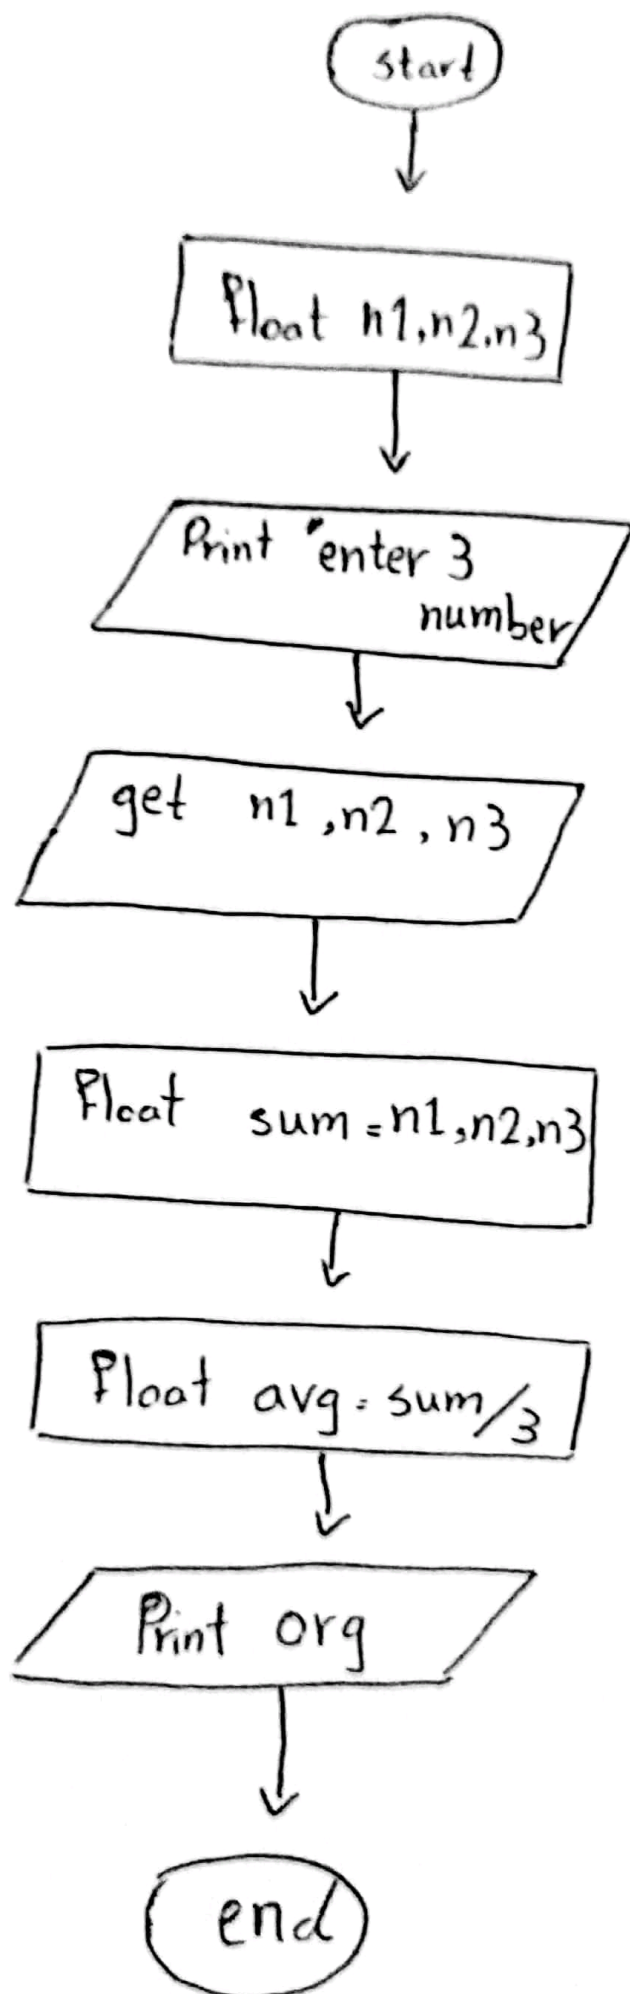 start
Float n1,n2,n3
Print "enter 3
number
get n1,n2,n3
Float sum=n1,n2,n3
Float avg=sum/3
Print org
end